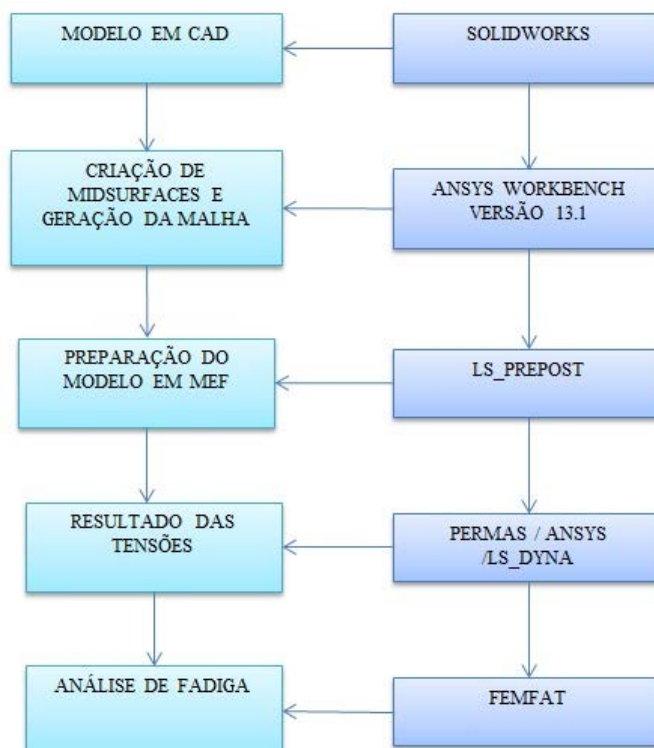 MODELO EM CAD
SOLIDWORKS
CRIAÇÃO DE
MIDSURFACES E
GERAÇÃO DA MALHA
ANSYS WORKBENCH
VERSÃO 13.1
PREPARAÇÃO DO
MODELO EM MEF
LS_PREPOST
RESULTADO DAS
TENSÕES
PERMAS / ANSYS
/LS_DYNA
ANÁLISE DE FADIGA
FEMFAT